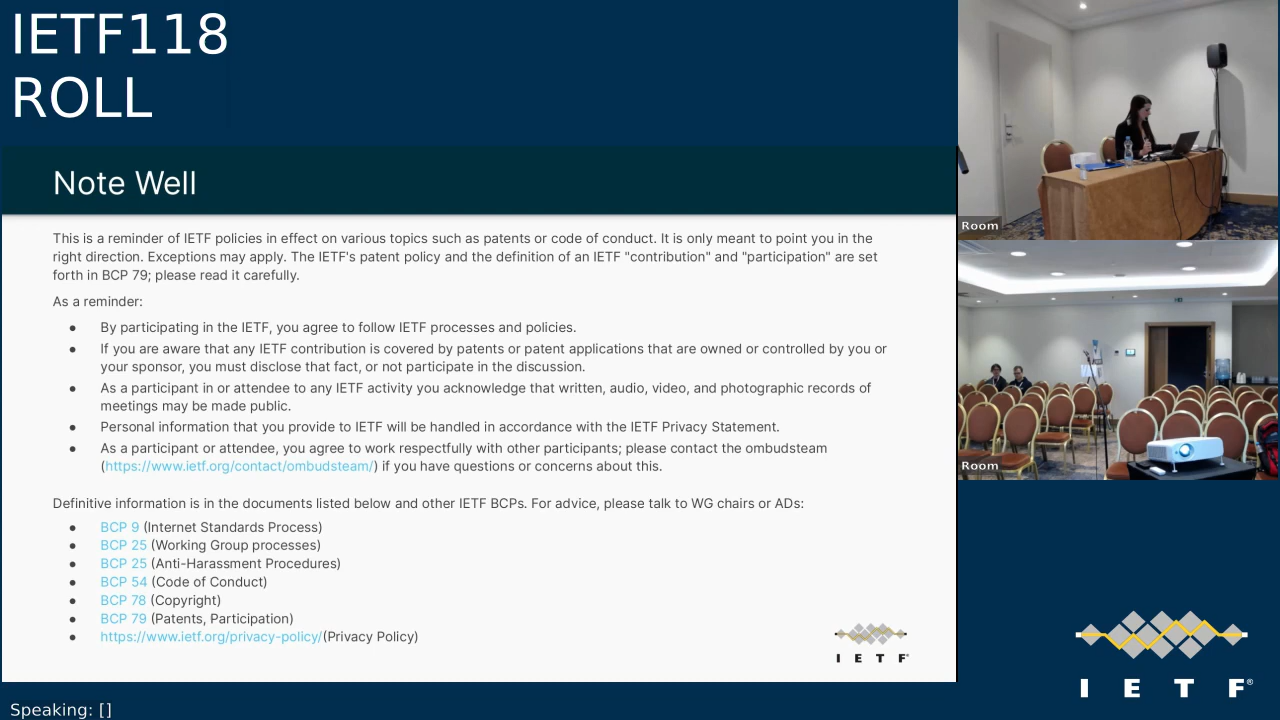 IETF118
ROLL
Note Well
This is a reminder of IETF policies in effect on various topics such as patents or code of conduct. It is only meant to point you in the
right direction. Exceptions may apply. The IETF's patent policy and the definition of an IETF "contribution" and "participation" are set
forth in BCP 79; please read it carefully.
As a reminder:
● By participating in the IETF, you agree to follow IETF processes and policies.
● If you are aware that any IETF contribution is covered by patents or patent applications that are owned or controlled by you or
your sponsor, you must disclose that fact, or not participate in the discussion.
● As a participant in or attendee to any IETF activity you acknowledge that written, audio, video, and photographic records of
meetings may be made public.
● Personal information that you provide to IETF will be handled in accordance with the IETF Privacy Statement.
● As a participant or attendee, you agree to work respectfully with other participants; please contact the ombudsteam
(https://www.ietf.org/contact/ombudsteam/) if you have questions or concerns about this.
Definitive information is in the documents listed below and other IETF BCPs. For advice, please talk to WG chairs or ADs:
● BCP 9 (Internet Standards Process)
● BCP 25 (Working Group processes)
● BCP 25 (Anti-Harassment Procedures)
● BCP 54 (Code of Conduct)
● BCP 78 (Copyright)
● BCP 79 (Patents, Participation)
● https://www.ietf.org/privacy-policy/(Privacy Policy)
I E T F®
Room
Room
I E T F®
Speaking: []